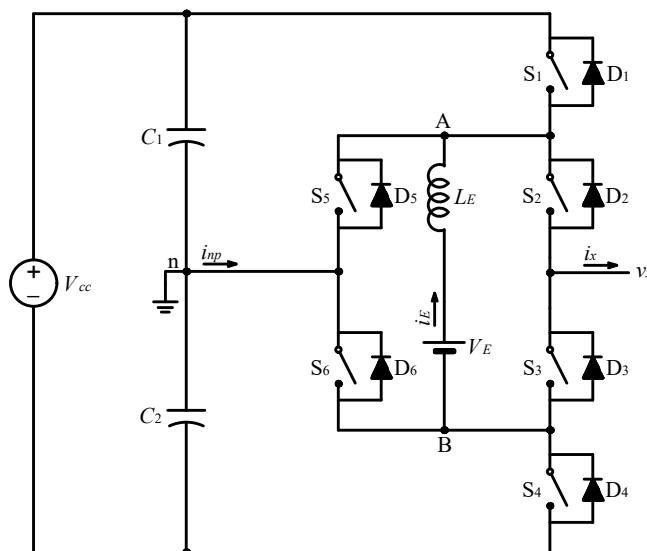 S1 D1
A
C1 S5 D5 LE S2 D2
n inp ix
+ − Vcc
iE
S6 D6 VE S3 D3
C2
B
S4 D4